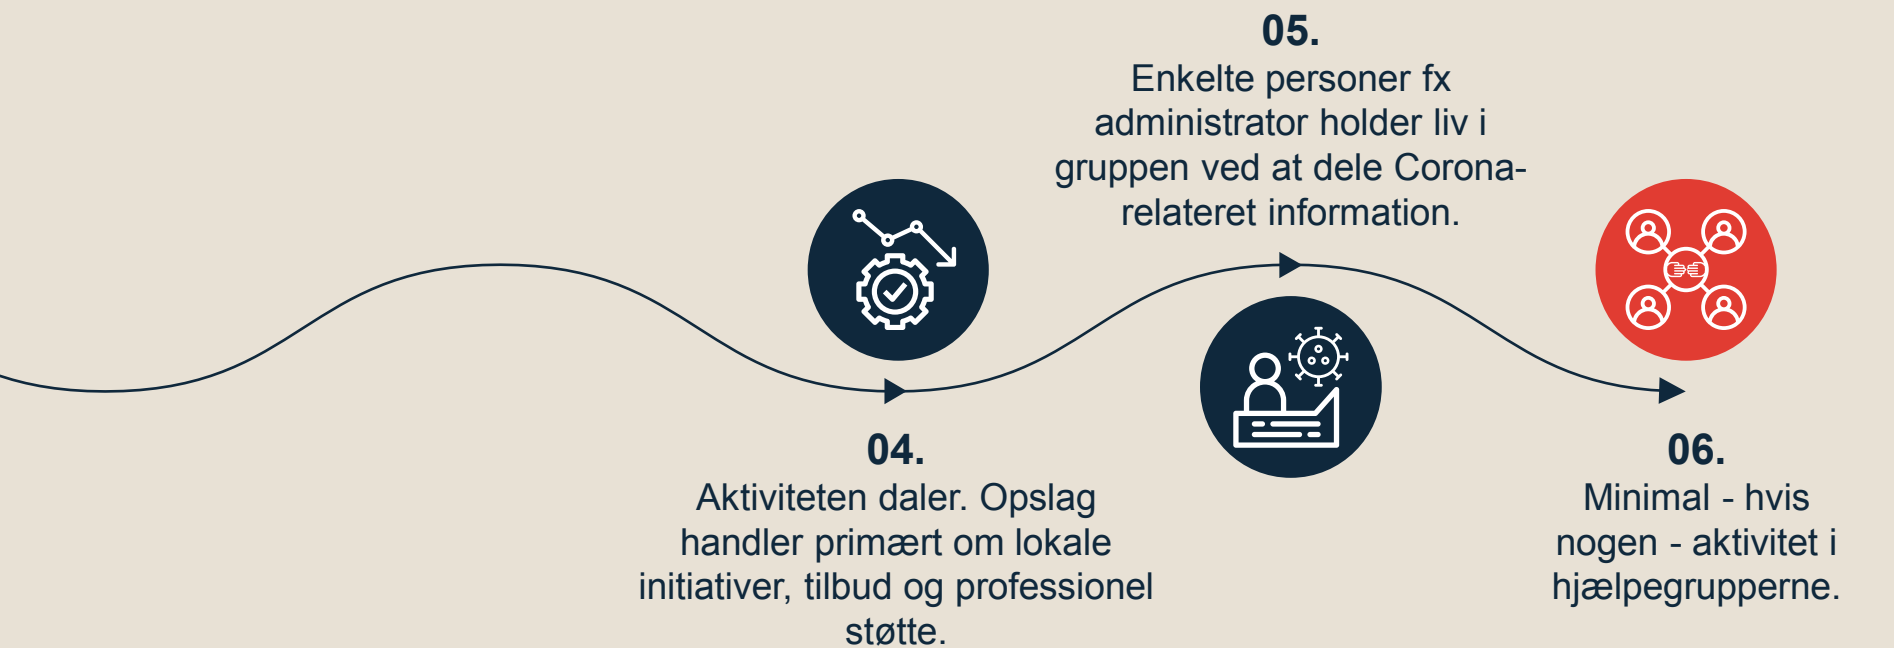 04.
Aktiviteten daler. Opslag
handler primært om lokale
initiativer, tilbud og professionel
støtte.
05.
Enkelte personer fx
administrator holder liv i
gruppen ved at dele Corona-
relateret information.
06.
Minimal - hvis
nogen - aktivitet i
hjælpegrupperne.